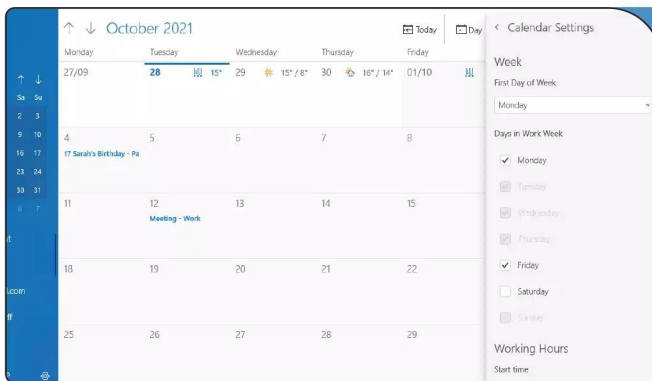 ↑ ↓ October 2021
Today
Day
Monday Tuesday Wednesday Thursday Friday
27/09 28 15° 29 15° / 8° 30 16° / 14° 01/10
4 5 6 7 8
Sarah's Birthday - Pa
11 12 13 14 15
Meeting - Work
18 19 20 21 22
25 26 27 28 29
↑ ↓
Sa Su
2 3
9 10
16 17
23 24
30 31
6 7
.com
< Calendar Settings
Week
First Day of Week
Monday
Days in Work Week
Monday
Tuesday
Wednesday
Thursday
Friday
Saturday
Sunday
Working Hours
Start time